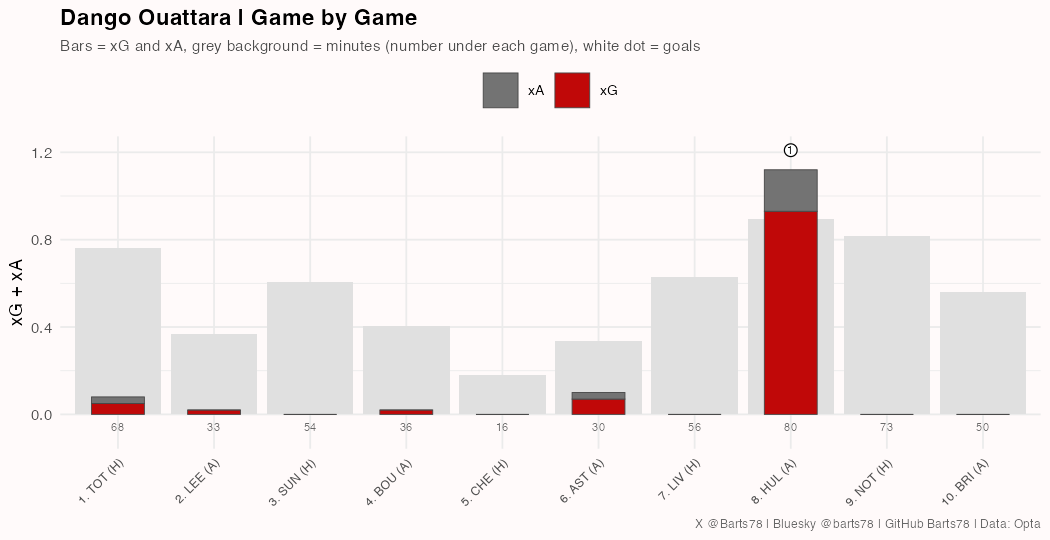 Dango Ouattara | Game by Game
Bars = xG and xA, grey background = minutes (number under each game), white dot = goals
xA xG
xG + xA
1.2
0.8
0.4
0.0
1
68 33 54 36 16 30 56 80 73 50
1. TOT (H) 2. LEE (A) 3. SUN (H) 4. BOU (A) 5. CHE (H) 6. AST (A) 7. LIV (H) 8. HUL (A) 9. NOT (H) 10. BRI (A)
X @Barts78 | Bluesky @barts78 | GitHub Barts78 | Data: Opta